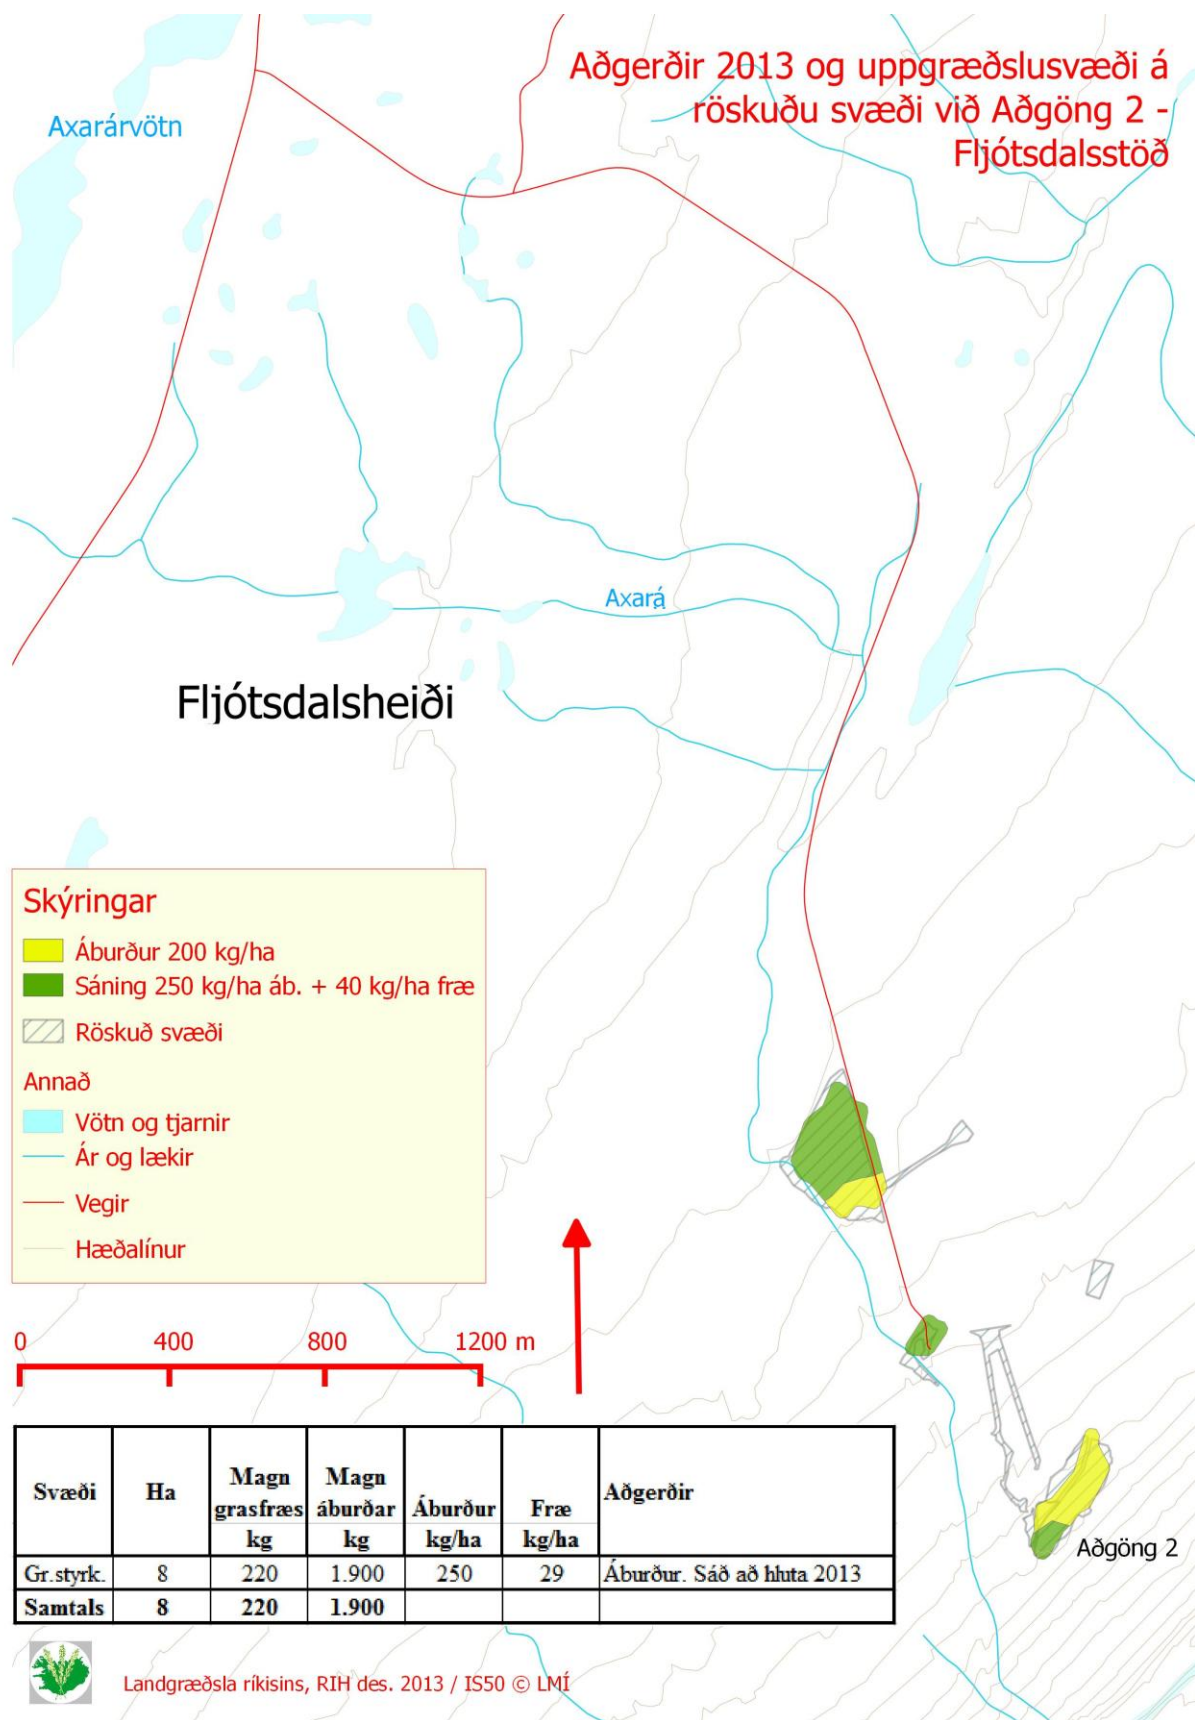 Aðgerðir 2013 og uppgræðslusvæði á
röskuðu svæði við Aðgöng 2 -
Fljótsdalsstöð
Axarárvötn
Axará
Fljótsdalsheiði
Skýringar
Áburður 200 kg/ha
Sáning 250 kg/ha áb. + 40 kg/ha fræ
Röskuð svæði
Annað
Vötn og tjarnir
Ár og lækir
Vegir
Hæðalínur
0 400 800 1200 m
Svæði Ha Magn grasfræs kg Magn áburðar kg Áburður kg/ha Fræ kg/ha Aðgerðir
Gr.styrk. 8 220 1.900 250 29 Áburður. Sáð að hluta 2013
Samtals 8 220 1.900
Aðgöng 2
Landgræðsla ríkisins, RIH des. 2013 / IS50 © LMÍ